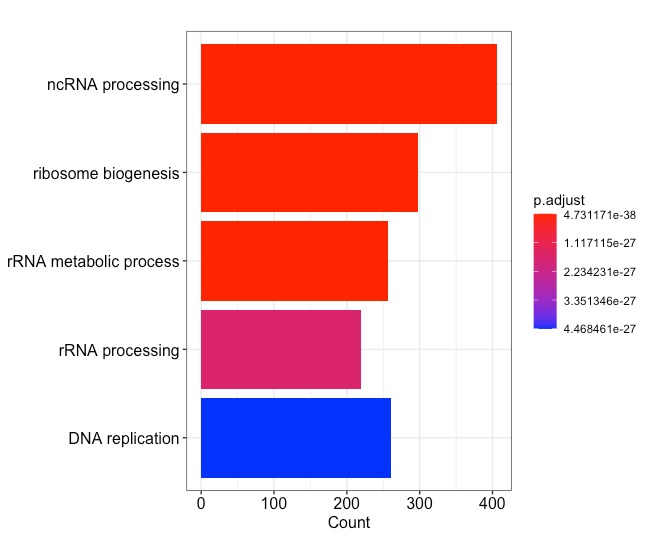 ncRNA processing
ribosome biogenesis
rRNA metabolic process
rRNA processing
DNA replication
0 100 200 300 400
Count
p.adjust
4.731171e-38
1.117115e-27
2.234231e-27
3.351346e-27
4.468461e-27